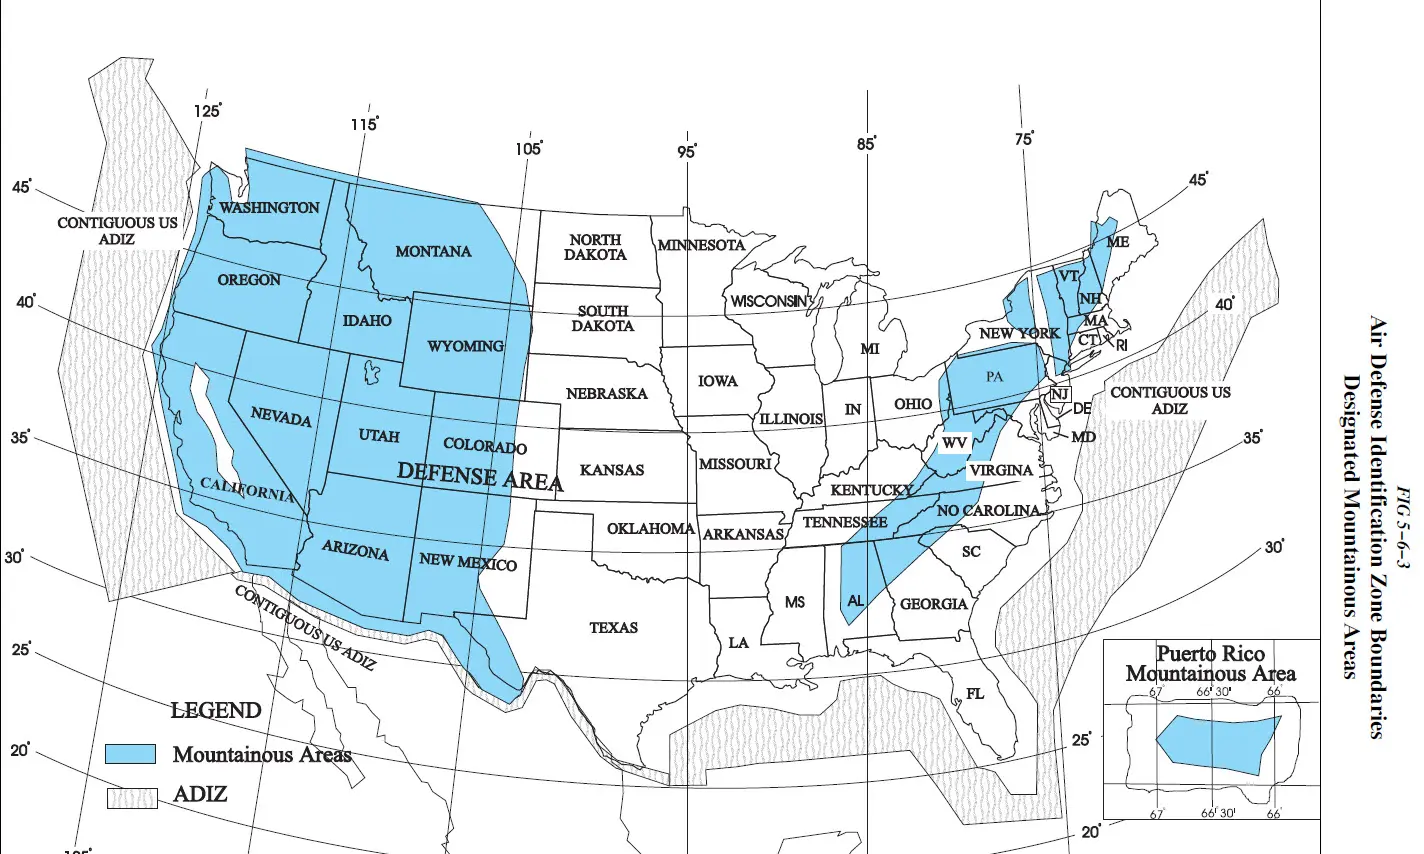 125°
115°
105°
95°
85°
75°
45°
45°
CONTIGUOUS US
ADIZ
WASHINGTON
MONTANA
NORTH
DAKOTA
MINNESOTA
ME
OREGON
IDAHO
WYOMING
SOUTH
DAKOTA
WISCONSIN
MI
NEW YORK
VT
NH
MA
CT
RI
40°
40°
NEVADA
UTAH
COLORADO
NEBRASKA
IOWA
ILLINOIS
IN
OHIO
PA
NJ
DE
MD
CONTIGUOUS US
ADIZ
35°
35°
DEFENSE AREA
KANSAS
MISSOURI
WV
VIRGINA
KENTUCKY
CALIFORNIA
ARIZONA
NEW MEXICO
OKLAHOMA
ARKANSAS
TENNESSEE
NO CAROLINA
SC
30°
30°
CONTIGUOUS US ADIZ
TEXAS
LA
MS
AL
GEORGIA
FL
25°
25°
20°
20°
LEGEND
Mountainous Areas
ADIZ
Puerto Rico
Mountainous Area
67°
66° 30'
66°
67°
66° 30'
66°
FIG 5-6-3
Air Defense Identification Zone Boundaries
Designated Mountainous Areas